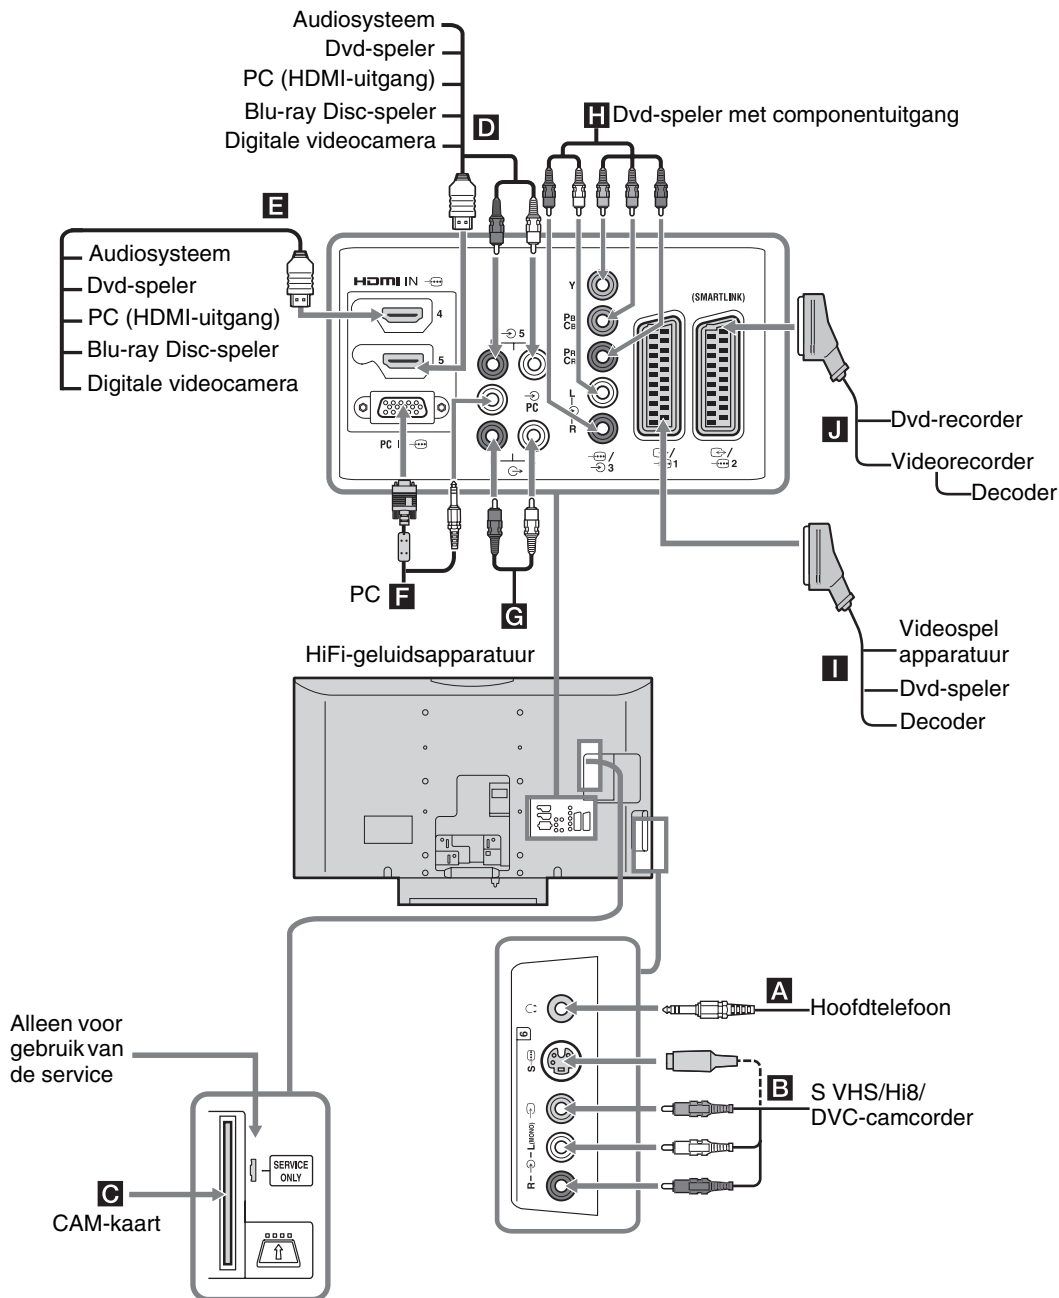 Audiosysteem
Dvd-speler
PC (HDMI-uitgang)
Blu-ray Disc-speler
Digitale videocamera
D
H Dvd-speler met componentuitgang
E
Audiosysteem
Dvd-speler
PC (HDMI-uitgang)
Blu-ray Disc-speler
Digitale videocamera
HDMI IN
4
5
5
PC
PC I
Y
PB
CB
PR
CR
L
R
3
1
2
(SMARTLINK)
J
Dvd-recorder
Videorecorder
Decoder
PC F
G
HiFi-geluidsapparatuur
I
Videospel
apparatuur
Dvd-speler
Decoder
A
Hoofdtelefoon
6
S
L(MONO)
R
B
S VHS/Hi8/
DVC-camcorder
Alleen voor
gebruik van
de service
SERVICE
ONLY
C
CAM-kaart